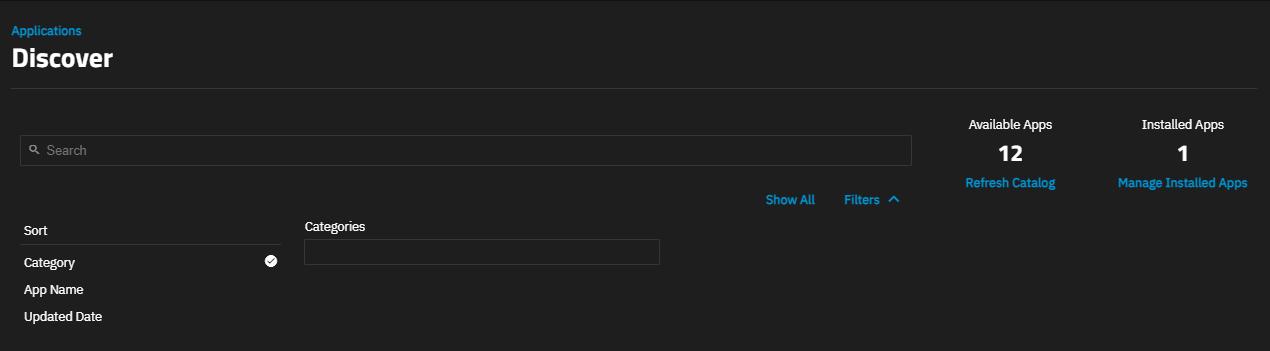 Applications
Discover
Search
Available Apps
12
Refresh Catalog
Installed Apps
1
Manage Installed Apps
Show All
Filters
Sort
Category
App Name
Updated Date
Categories